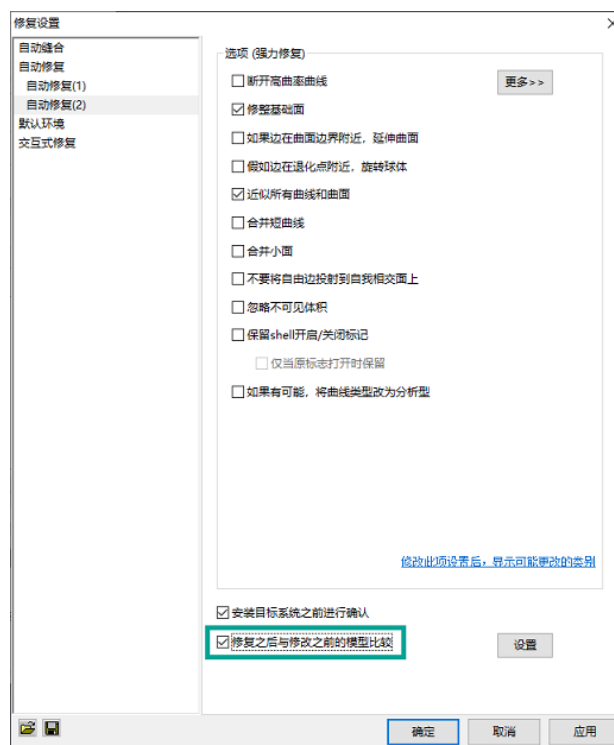 修复设置
自动缝合
自动修复
自动修复(1)
自动修复(2)
默认环境
交互式修复
选项 (强力修复)
断开高曲率曲线
更多>>
修整基础面
如果边在曲面边界附近，延伸曲面
假如边在退化点附近，旋转球体
近似所有曲线和曲面
合并短曲线
合并小面
不要将自由边投射到自我相交面上
忽略不可见体积
保留shell开启/关闭标记
仅当原标志打开时保留
如果有可能，将曲线类型改为分析型
修改此项设置后，显示可能更改的类别
安装目标系统之前进行确认
修复之后与修改之前的模型比较
设置
确定
取消
应用